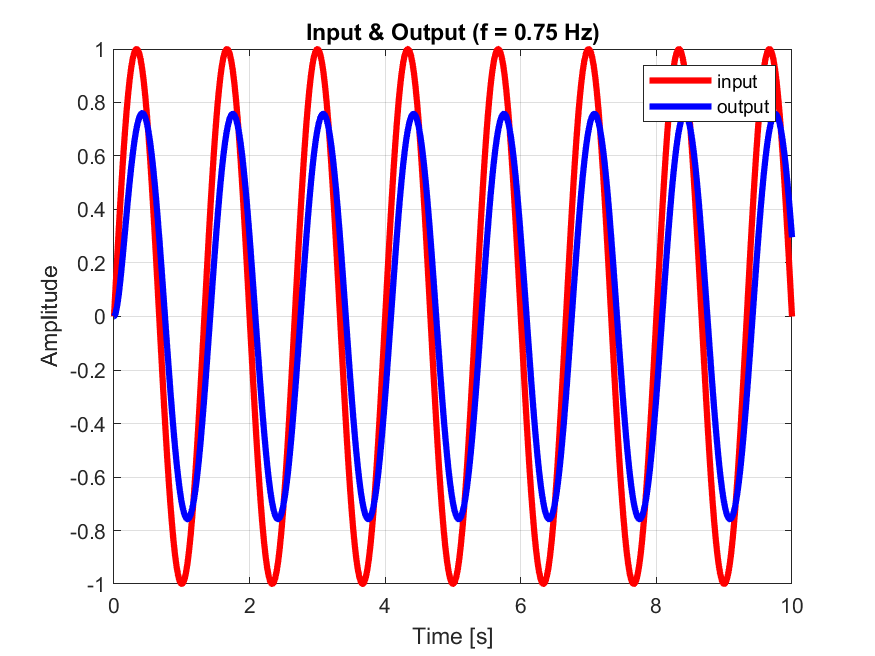 Input & Output (f = 0.75 Hz)
input
output
1
0.8
0.6
0.4
0.2
0
-0.2
-0.4
-0.6
-0.8
-1
Amplitude
0 2 4 6 8 10
Time [s]